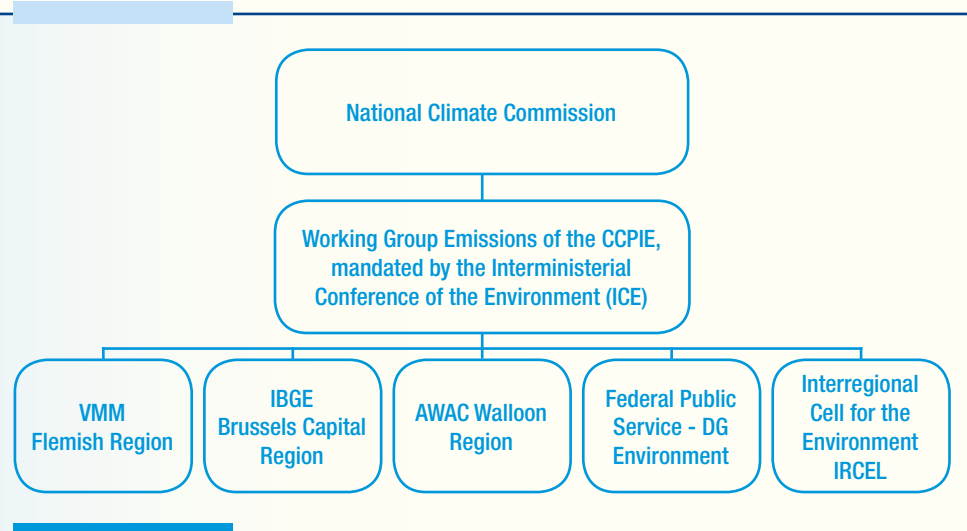 National Climate Commission
Working Group Emissions of the CCPIE,
mandated by the Interministerial
Conference of the Environment (ICE)
VMM
Flemish Region
IBGE
Brussels Capital
Region
AWAC Walloon
Region
Federal Public
Service - DG
Environment
Interregional
Cell for the
Environment
IRCEL